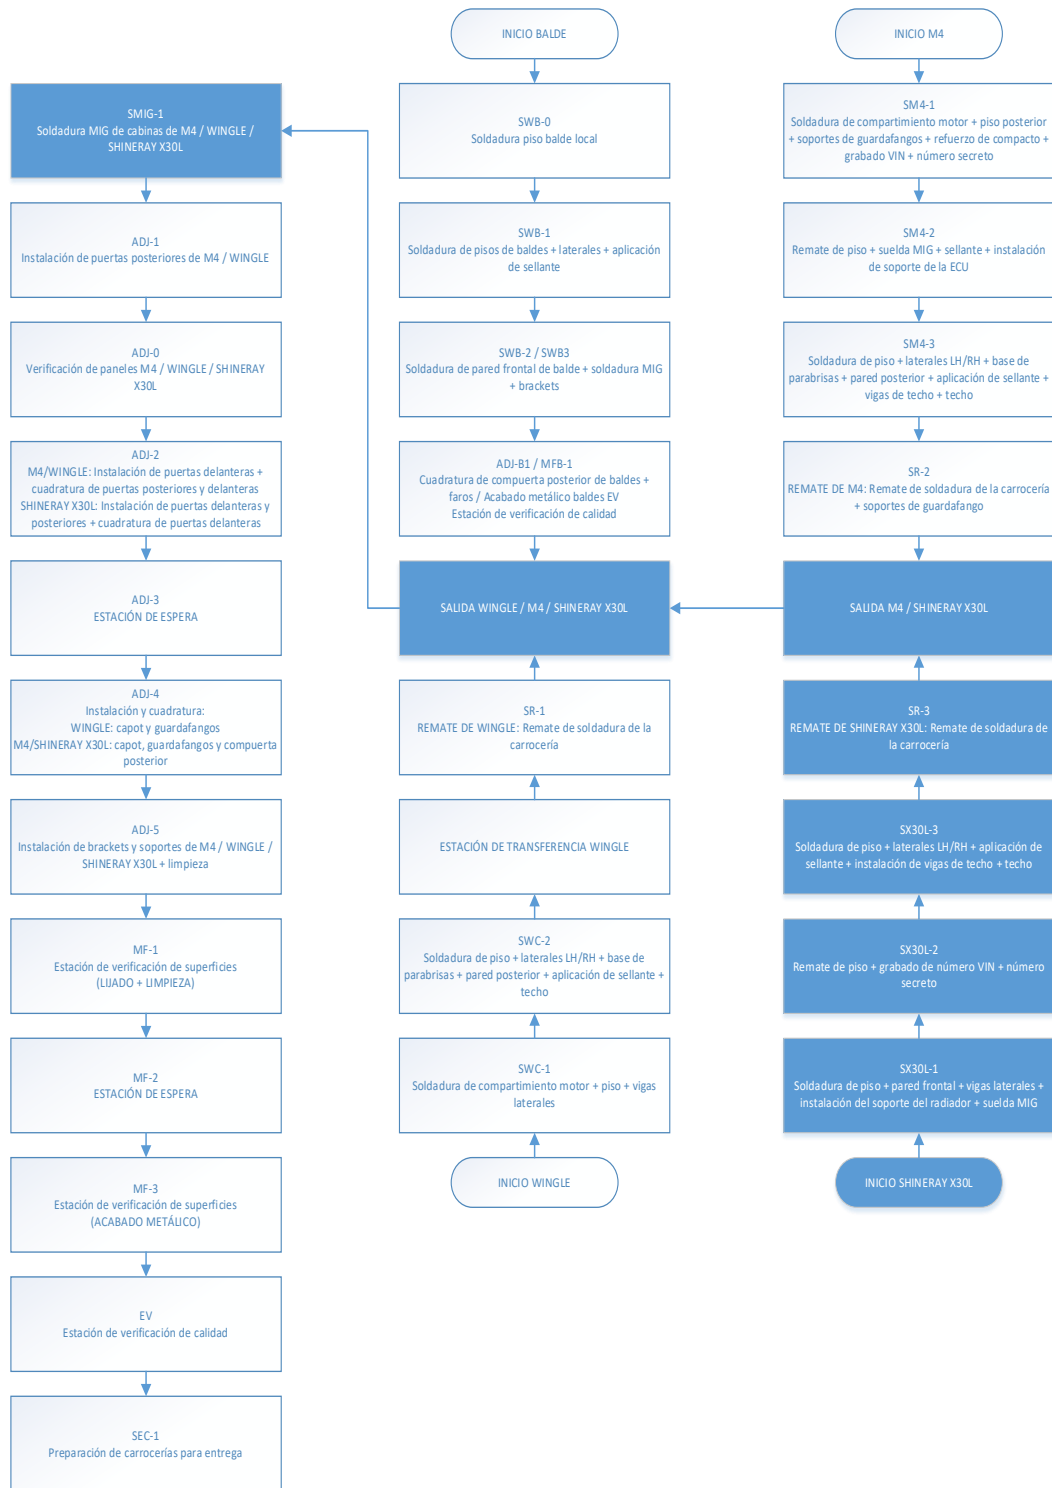 SMIG-1
Soldadura MIG de cabinas de M4 / WINGLE /
SHINERAY X30L
ADJ-1
Instalación de puertas posteriores de M4 / WINGLE
ADJ-0
Verificación de paneles M4 / WINGLE / SHINERAY
X30L
ADJ-2
M4/WINGLE: Instalación de puertas delanteras +
cuadratura de puertas posteriores y delanteras
SHINERAY X30L: Instalación de puertas delanteras y
posteriores + cuadratura de puertas delanteras
ADJ-3
ESTACIÓN DE ESPERA
ADJ-4
Instalación y cuadratura:
WINGLE: capot y guardafangos
M4/SHINERAY X30L: capot, guardafangos y compuerta
posterior
ADJ-5
Instalación de brackets y soportes de M4 / WINGLE /
SHINERAY X30L + limpieza
MF-1
Estación de verificación de superficies
(LIJADO + LIMPIEZA)
MF-2
ESTACIÓN DE ESPERA
MF-3
Estación de verificación de superficies
(ACABADO METÁLICO)
EV
Estación de verificación de calidad
SEC-1
Preparación de carrocerías para entrega
INICIO BALDE
SWB-0
Soldadura piso balde local
SWB-1
Soldadura de pisos de baldes + laterales + aplicación
de sellante
SWB-2 / SWB3
Soldadura de pared frontal de balde + soldadura MIG
+ brackets
ADJ-B1 / MFB-1
Cuadratura de compuerta posterior de baldes +
faros / Acabado metálico baldes EV
Estación de verificación de calidad
SALIDA WINGLE / M4 / SHINERAY X30L
SR-1
REMATE DE WINGLE: Remate de soldadura de la
carrocería
ESTACIÓN DE TRANSFERENCIA WINGLE
SWC-2
Soldadura de piso + laterales LH/RH + base de
parabrisas + pared posterior + aplicación de sellante +
techo
SWC-1
Soldadura de compartimiento motor + piso + vigas
laterales
INICIO WINGLE
INICIO M4
SM4-1
Soldadura de compartimiento motor + piso posterior
+ soportes de guardafangos + refuerzo de compacto +
grabado VIN + número secreto
SM4-2
Remate de piso + suelda MIG + sellante + instalación
de soporte de la ECU
SM4-3
Soldadura de piso + laterales LH/RH + base de
parabrisas + pared posterior + aplicación de sellante +
vigas de techo + techo
SR-2
REMATE DE M4: Remate de soldadura de la carrocería
+ soportes de guardafango
SALIDA M4 / SHINERAY X30L
SR-3
REMATE DE SHINERAY X30L: Remate de soldadura de
la carrocería
SX30L-3
Soldadura de piso + laterales LH/RH + aplicación de
sellante + instalación de vigas de techo + techo
SX30L-2
Remate de piso + grabado de número VIN + número
secreto
SX30L-1
Soldadura de piso + pared frontal + vigas laterales +
instalación del soporte del radiador + suelda MIG
INICIO SHINERAY X30L